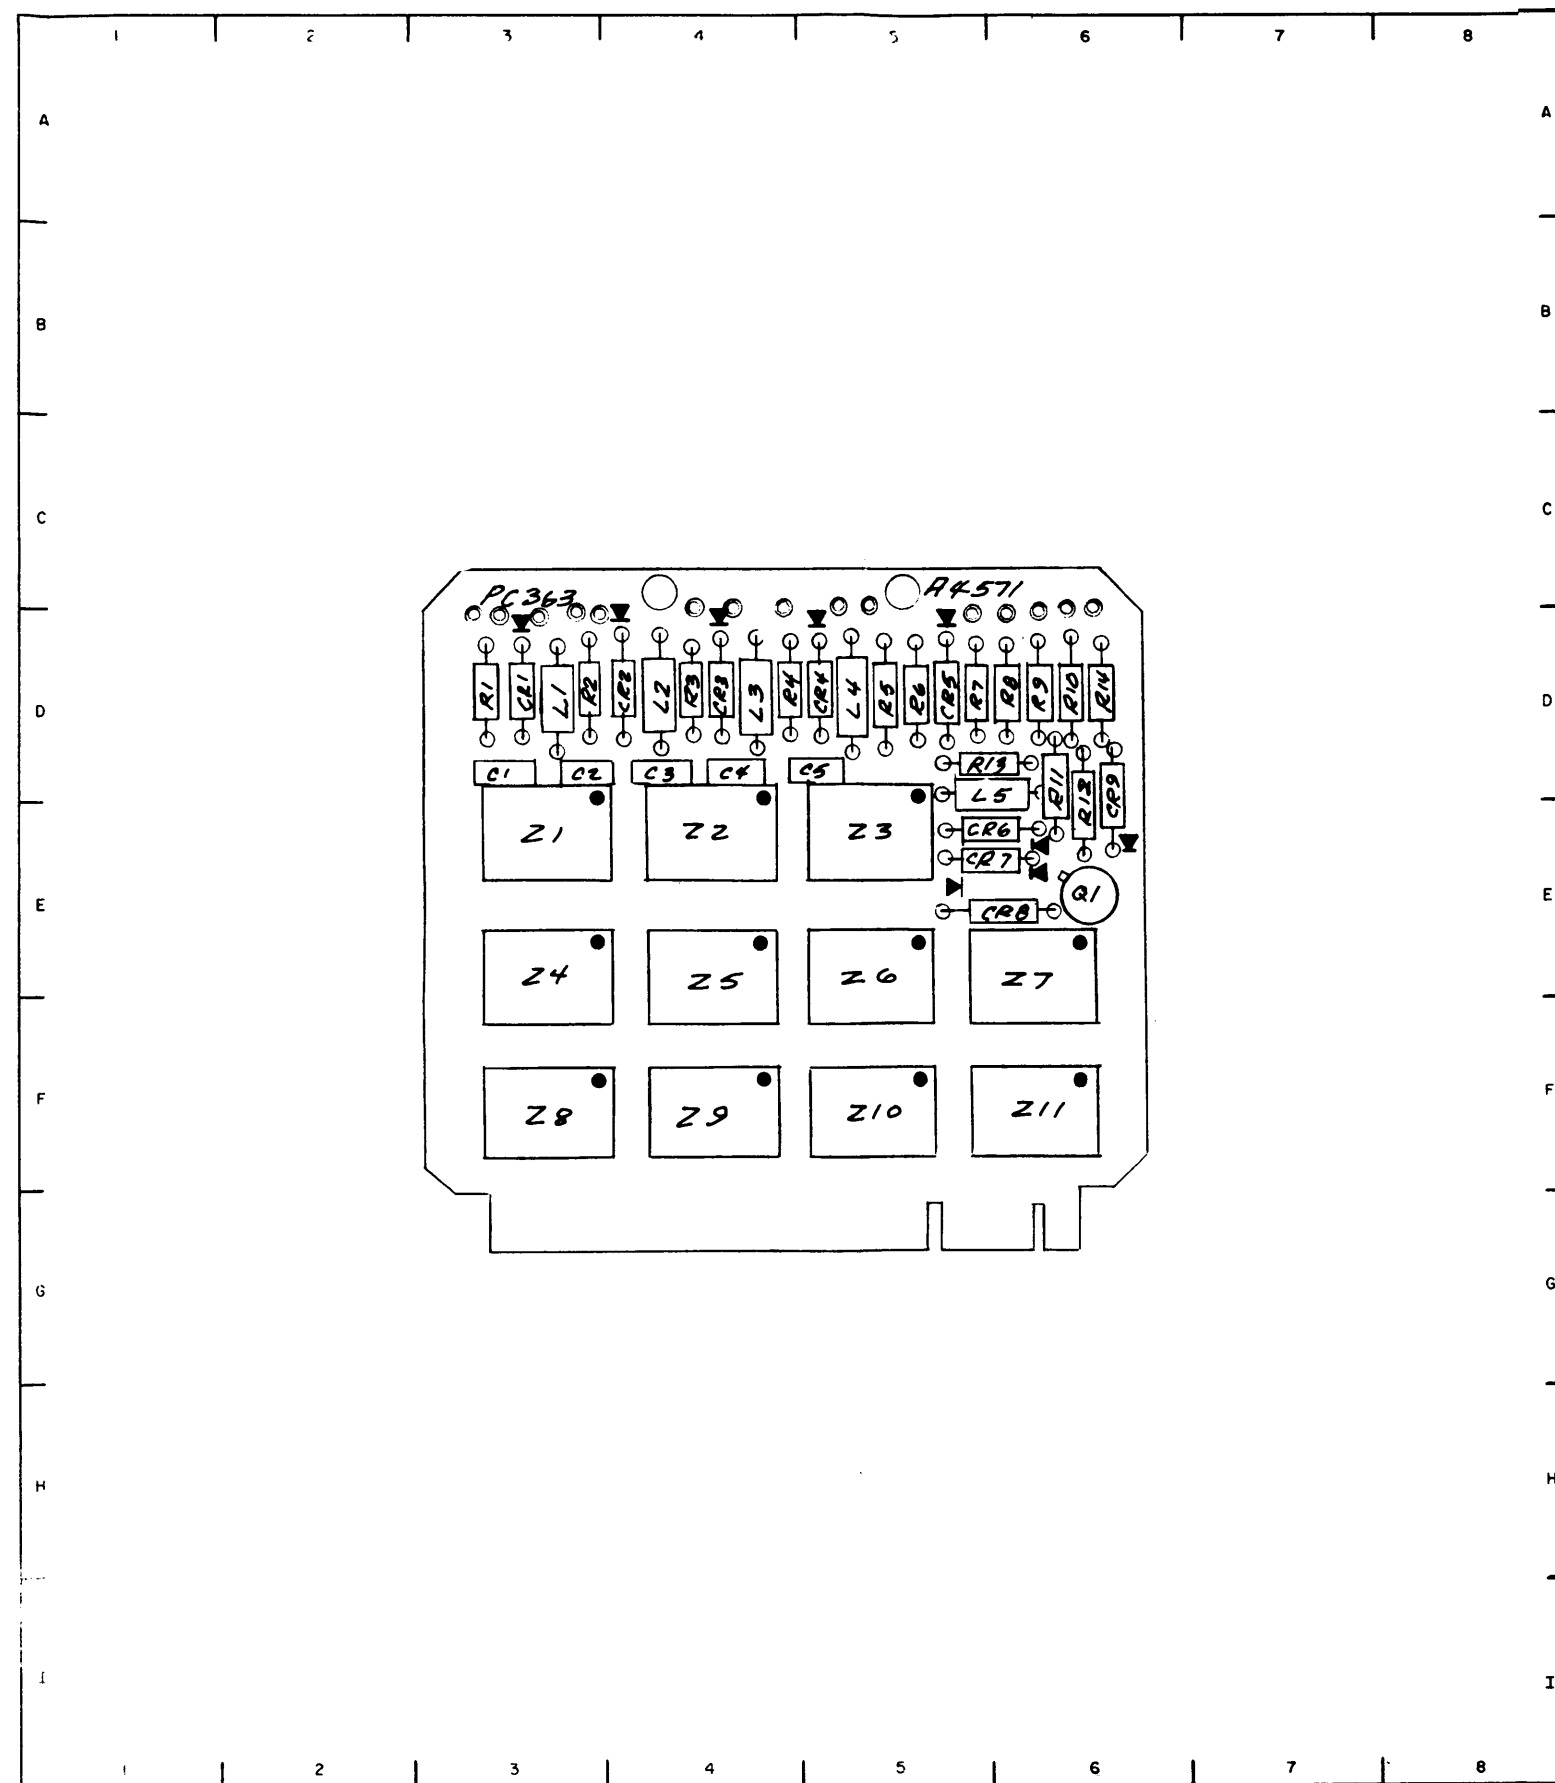 1 2 3 4 5 6 7 8
A A
B B
C C
PC363 A4571
R1 CR1 L1 R2 CR2 L2 R3 CR3 L3 R4 CR4 L4 R5 R6 CR5 R7 R8 R9 R10 R14
D D
C1 C2 C3 C4 C5 R13 R11 R12 CR9
L5
Z1 Z2 Z3 CR6
CR7
E Q1 E
CR8
Z4 Z5 Z6 Z7
F F
Z8 Z9 Z10 Z11
G G
H H
I I
1 2 3 4 5 6 7 8